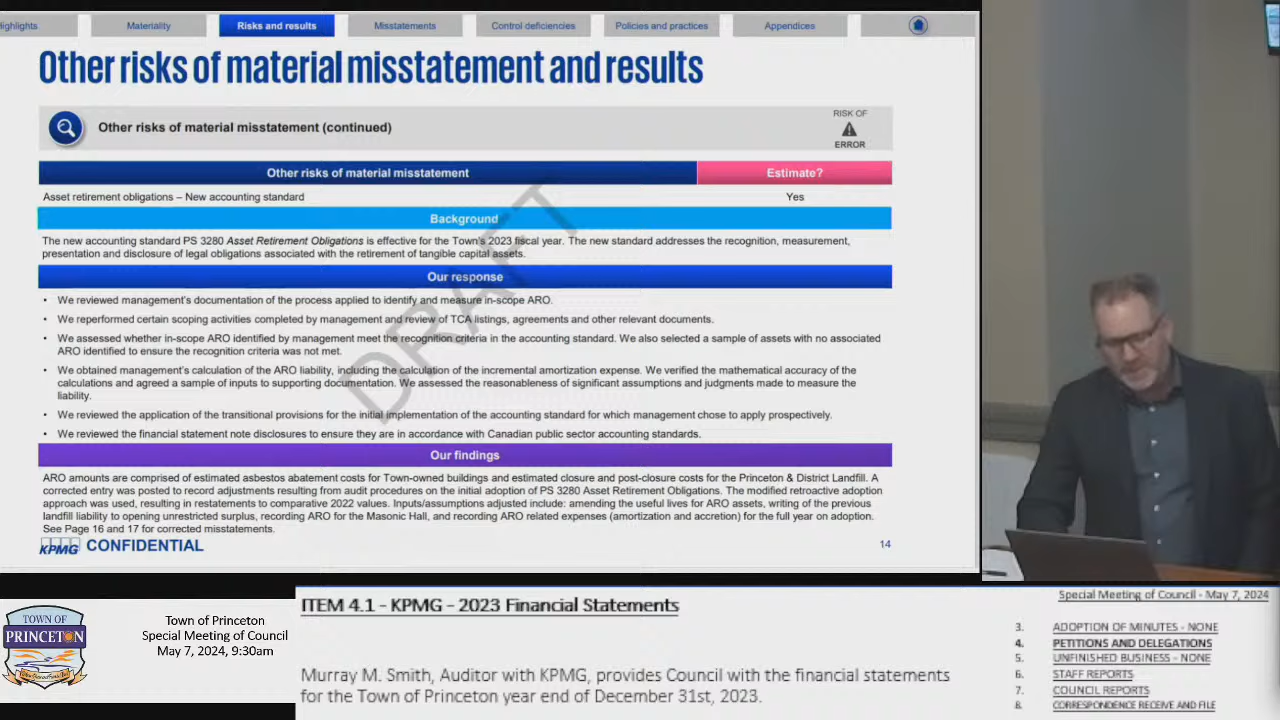 Highlights
Materiality
Risks and results
Misstatements
Control deficiencies
Policies and practices
Appendices
Other risks of material misstatement and results
Other risks of material misstatement (continued)
RISK OF
ERROR
Other risks of material misstatement
Estimate?
Asset retirement obligations – New accounting standard
Yes
Background
The new accounting standard PS 3280 Asset Retirement Obligations is effective for the Town's 2023 fiscal year. The new standard addresses the recognition, measurement,
presentation and disclosure of legal obligations associated with the retirement of tangible capital assets.
Our response
• We reviewed management's documentation of the process applied to identify and measure in-scope ARO.
• We reperformed certain scoping activities completed by management and review of TCA listings, agreements and other relevant documents.
• We assessed whether in-scope ARO identified by management meet the recognition criteria in the accounting standard. We also selected a sample of assets with no associated
ARO identified to ensure the recognition criteria was not met.
• We obtained management's calculation of the ARO liability, including the calculation of the incremental amortization expense. We verified the mathematical accuracy of the
calculations and agreed a sample of inputs to supporting documentation. We assessed the reasonableness of significant assumptions and judgments made to measure the
liability.
• We reviewed the application of the transitional provisions for the initial implementation of the accounting standard for which management chose to apply prospectively.
• We reviewed the financial statement note disclosures to ensure they are in accordance with Canadian public sector accounting standards.
DRAFT
Our findings
ARO amounts are comprised of estimated asbestos abatement costs for Town-owned buildings and estimated closure and post-closure costs for the Princeton & District Landfill. A
corrected entry was posted to record adjustments resulting from audit procedures on the initial adoption of PS 3280 Asset Retirement Obligations. The modified retroactive adoption
approach was used, resulting in restatements to comparative 2022 values. Inputs/assumptions adjusted include: amending the useful lives for ARO assets, writing of the previous
landfill liability to opening unrestricted surplus, recording ARO for the Masonic Hall, and recording ARO related expenses (amortization and accretion) for the full year on adoption.
See Page 16 and 17 for corrected misstatements.
KPMG CONFIDENTIAL
14
TOWN OF
PRINCETON
Town of Princeton
Special Meeting of Council
May 7, 2024, 9:30am
ITEM 4.1 - KPMG - 2023 Financial Statements
Murray M. Smith, Auditor with KPMG, provides Council with the financial statements
for the Town of Princeton year end of December 31st, 2023.
Special Meeting of Council - May 7, 2024
3. ADOPTION OF MINUTES - NONE
4. PETITIONS AND DELEGATIONS
5. UNFINISHED BUSINESS - NONE
6. STAFF REPORTS
7. COUNCIL REPORTS
8. CORRESPONDENCE RECEIVE AND FILE